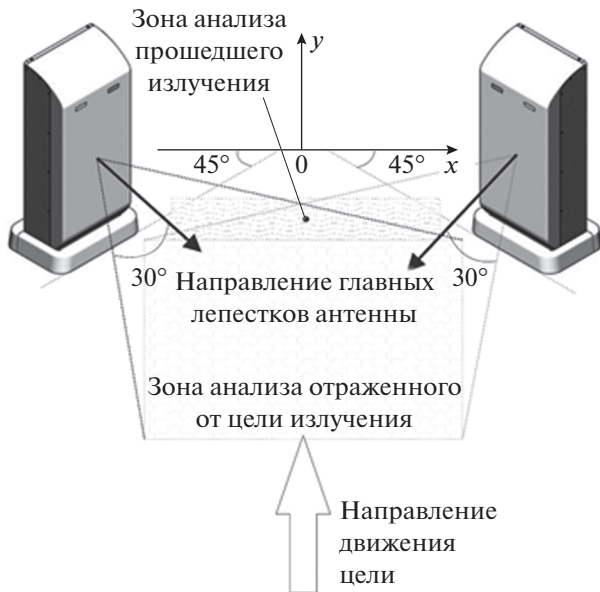 Зона анализа
прошедшего
излучения
y
45°
0
45°
x
30°
30°
Направление главных
лепестков антенны
Зона анализа отраженного
от цели излучения
Направление
движения
цели